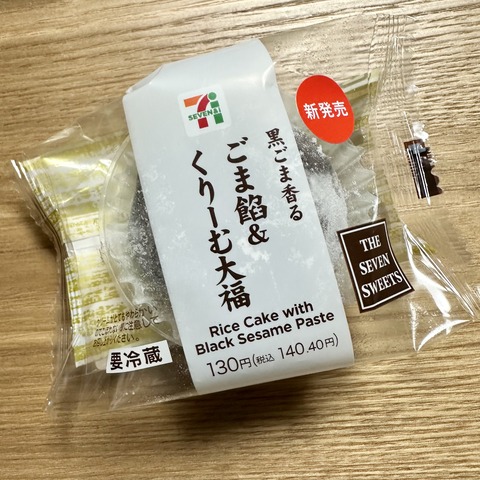 SEVEN&i
新発売
黒ごま香る
ごま餡&
くりーむ大福
Rice Cake with
Black Sesame Paste
130円(税込 140.40円)
THE
SEVEN
SWEETS
要冷蔵